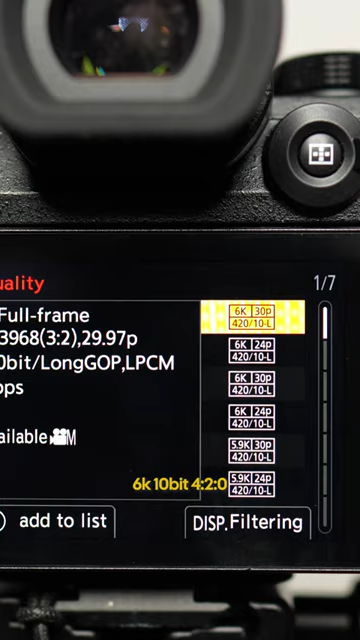 uality 1/7
Full-frame
3968(3:2),29.97p
0bit/LongGOP,LPCM
ops
ailable M
6K 30p
420/10-L
6K 24p
420/10-L
6K 30p
420/10-L
6K 24p
420/10-L
5.9K 30p
420/10-L
5.9K 24p
420/10-L
6k 10bit 4:2:0
add to list
DISP.Filtering